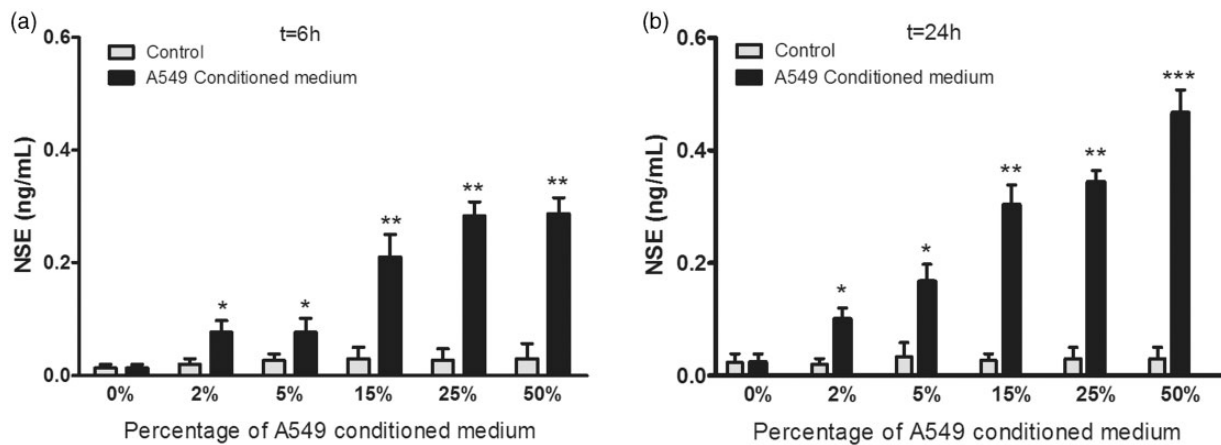 (a)
t=6h
Control
A549 Conditioned medium
NSE (ng/mL)
0.6
0.4
0.2
0.0
*
*
**
**
**
0% 2% 5% 15% 25% 50%
Percentage of A549 conditioned medium
(b)
t=24h
Control
A549 Conditioned medium
NSE (ng/mL)
0.6
0.4
0.2
0.0
*
*
**
**
***
0% 2% 5% 15% 25% 50%
Percentage of A549 conditioned medium